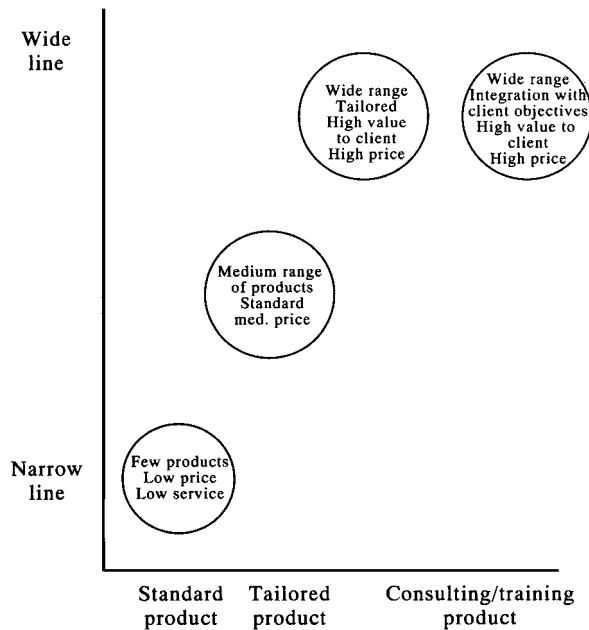 Wide
line
Wide range
Tailored
High value
to client
High price
Wide range
Integration with
client objectives
High value to
client
High price
Medium range
of products
Standard
med. price
Narrow
line
Few products
Low price
Low service
Standard
product
Tailored
product
Consulting/training
product